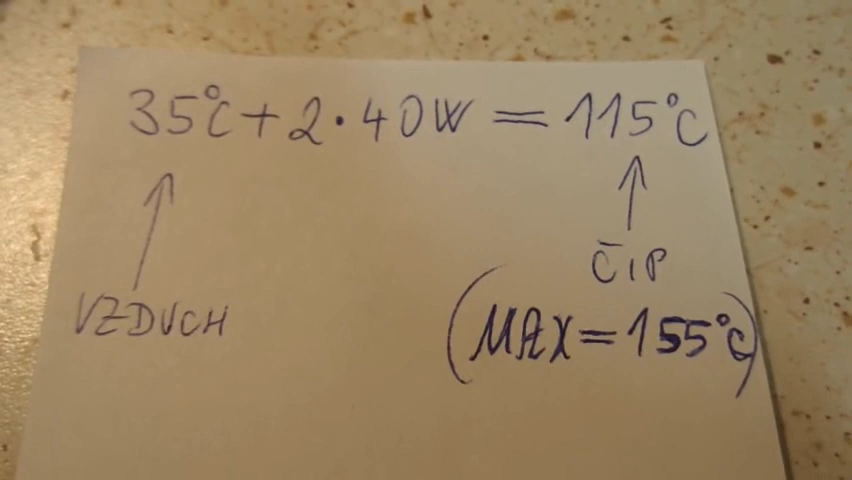 35°C + 2 · 40W = 115°C
VZDUCH
ČIP
(MAX = 155°C)